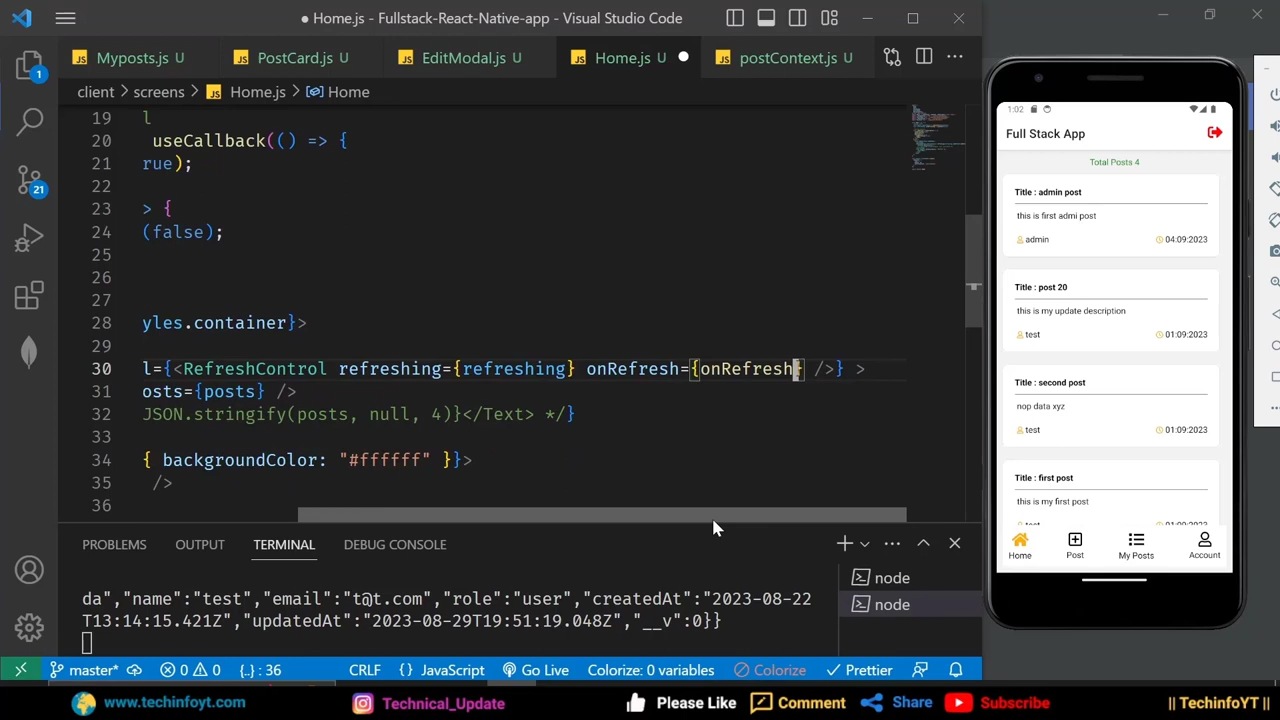 Home.js - Fullstack-React-Native-app - Visual Studio Code
Myposts.js U
PostCard.js U
EditModal.js U
Home.js U
postContext.js U
client > screens > JS Home.js > Home
19 l
20 useCallback(() => {
21 rue);
22
23 > {
24 (false);
25
26
27
28 yles.container}>
29
30 l={<RefreshControl refreshing={refreshing} onRefresh={onRefresh} />} >
31 osts={posts} />
32 JSON.stringify(posts, null, 4)}</Text> */}
33
34 { backgroundColor: "#ffffff" }}>
35 />
36
PROBLEMS OUTPUT TERMINAL DEBUG CONSOLE
node
node
da","name":"test","email":"t@t.com","role":"user","createdAt":"2023-08-22
T13:14:15.421Z","updatedAt":"2023-08-29T19:51:19.048Z","__v":0}}
1
21
master* 0 0 {..} : 36 CRLF {} JavaScript Go Live Colorize: 0 variables Colorize Prettier
1:02
Full Stack App
Total Posts 4
Title : admin post
this is first admi post
admin 04:09:2023
Title : post 20
this is my update description
test 01:09:2023
Title : second post
nop data xyz
test 01:09:2023
Title : first post
this is my first post
Home Post My Posts Account
www.techinfoyt.com Technical_Update Please Like Comment Share Subscribe || TechinfoYT ||